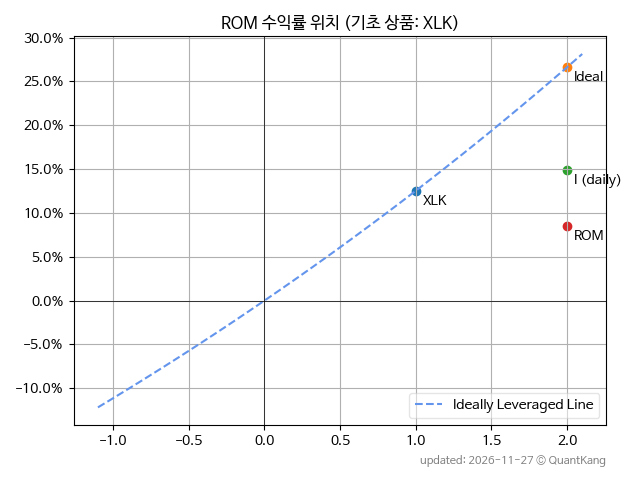 ROM 수익률 위치 (기초 상품: XLK)
30.0%
25.0%
20.0%
15.0%
10.0%
5.0%
0.0%
−5.0%
−10.0%
Ideal
I (daily)
XLK
ROM
Ideally Leveraged Line
−1.0 −0.5 0.0 0.5 1.0 1.5 2.0
updated: 2026-11-27 © QuantKang